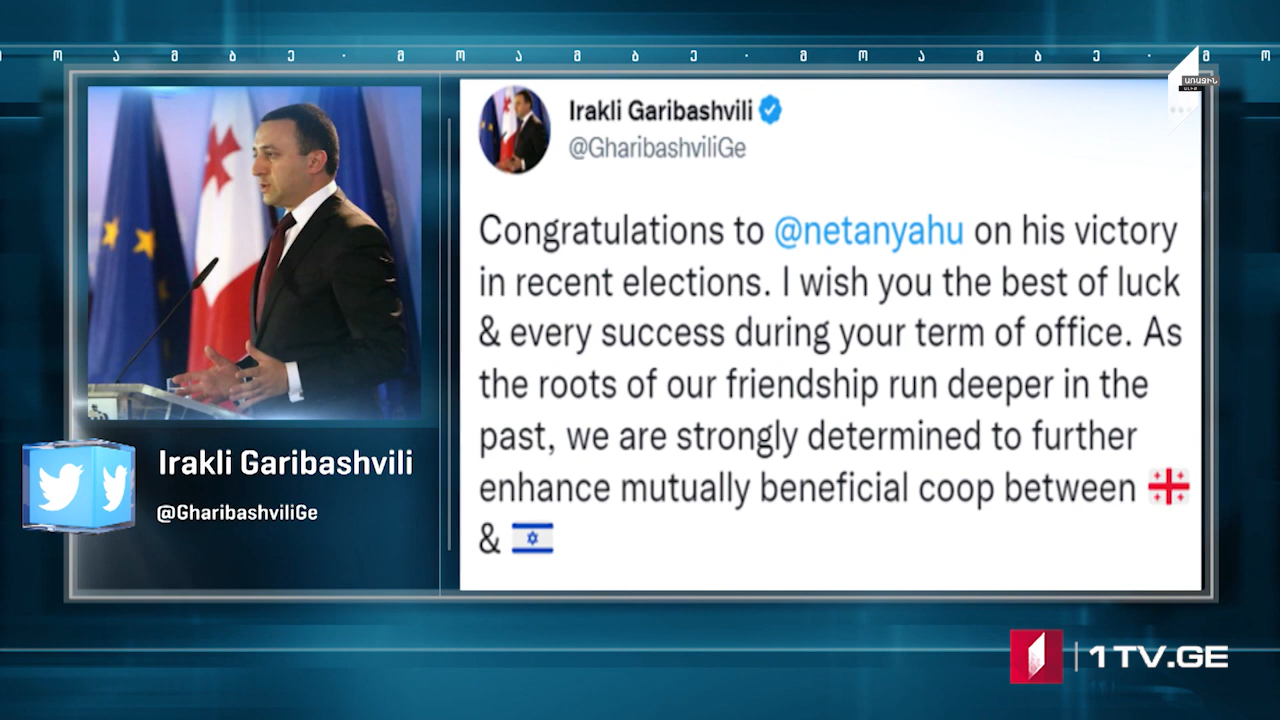 მ ო ა მ ბ ე · მ ო ა მ ბ ე · მ ო ა მ ბ ე · მ ო
ԱՌԱՋԻՆ
ԱԼԻՔ
Irakli Garibashvili
@GharibashviliGe
Congratulations to @netanyahu on his victory
in recent elections. I wish you the best of luck
& every success during your term of office. As
the roots of our friendship run deeper in the
past, we are strongly determined to further
enhance mutually beneficial coop between 🇬🇪
& 🇮🇱
Irakli Garibashvili
@GharibashviliGe
1TV.GE